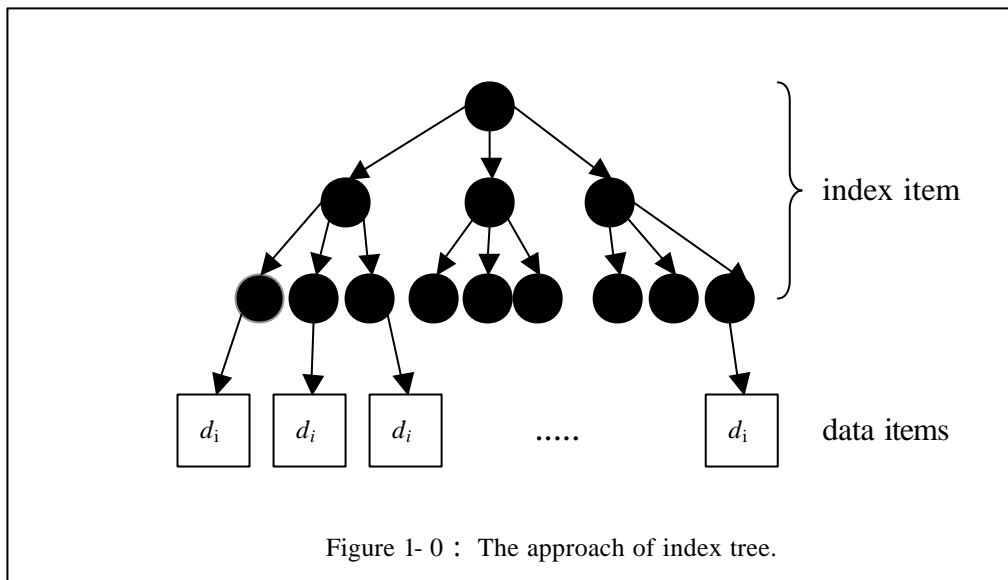 index item
d_i d_i d_i ..... d_i data items
Figure 1- 0： The approach of index tree.